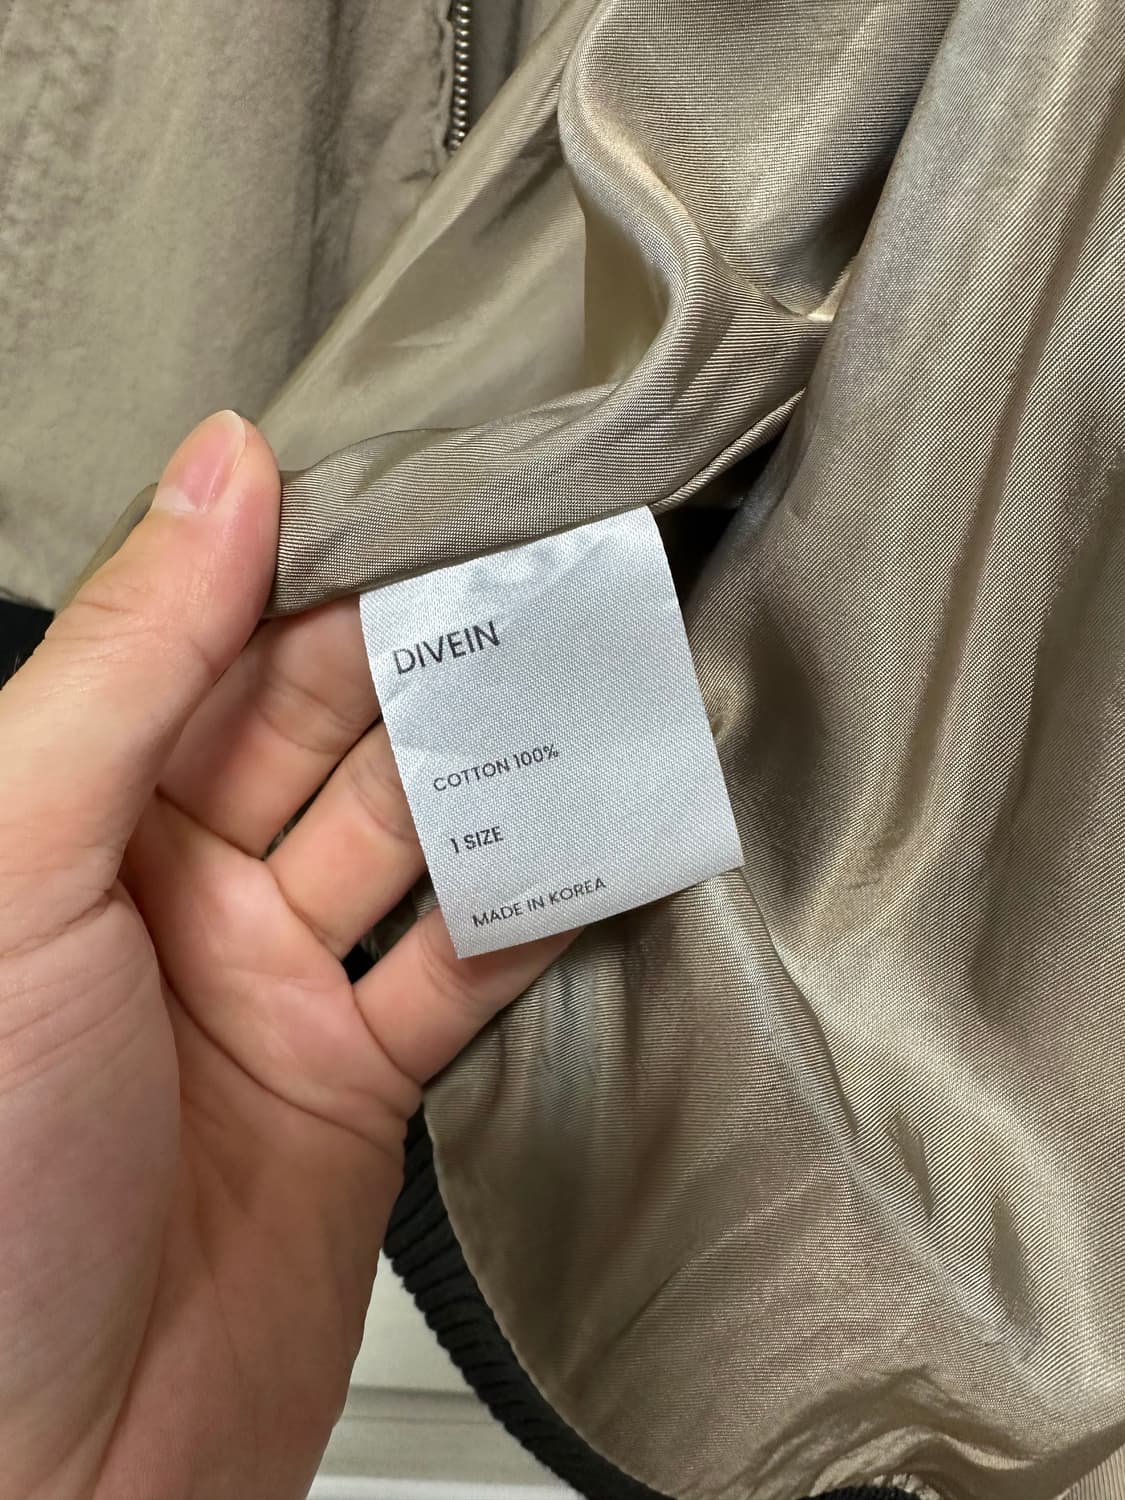 DIVEIN
COTTON 100%
1 SIZE
MADE IN KOREA